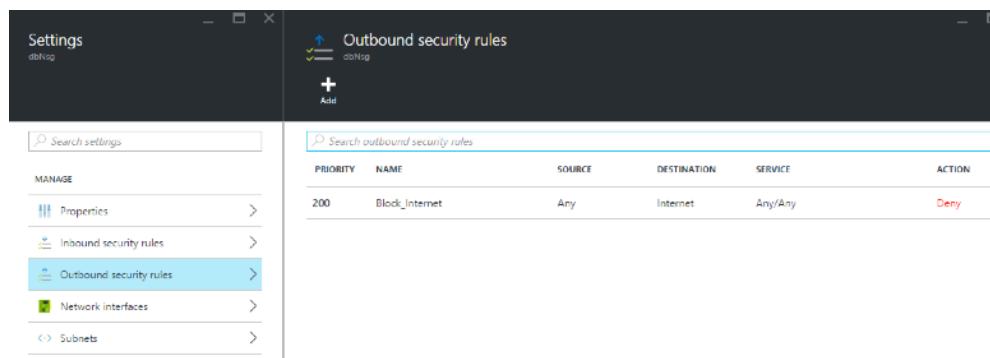 Settings
dbNsg
Outbound security rules
dbNsg
Add
Search settings
MANAGE
Properties
Inbound security rules
Outbound security rules
Network interfaces
Subnets
Search outbound security rules
PRIORITY NAME SOURCE DESTINATION SERVICE ACTION
200 Block_Internet Any Internet Any/Any Deny